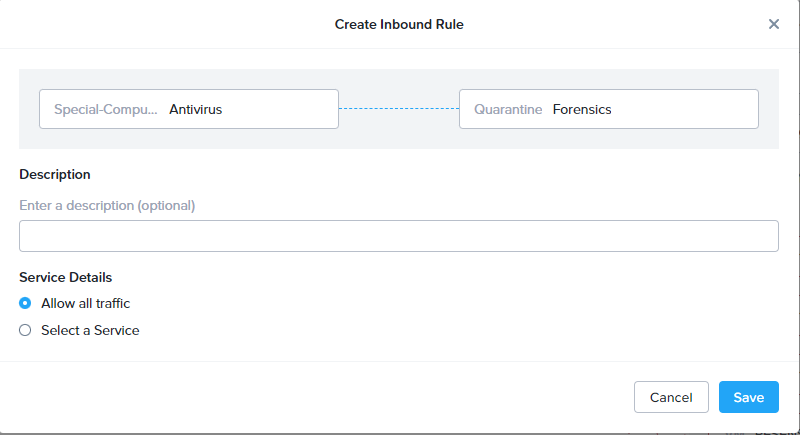 Create Inbound Rule
Special-Compu... Antivirus
Quarantine Forensics
Description
Enter a description (optional)
Service Details
Allow all traffic
Select a Service
Cancel
Save